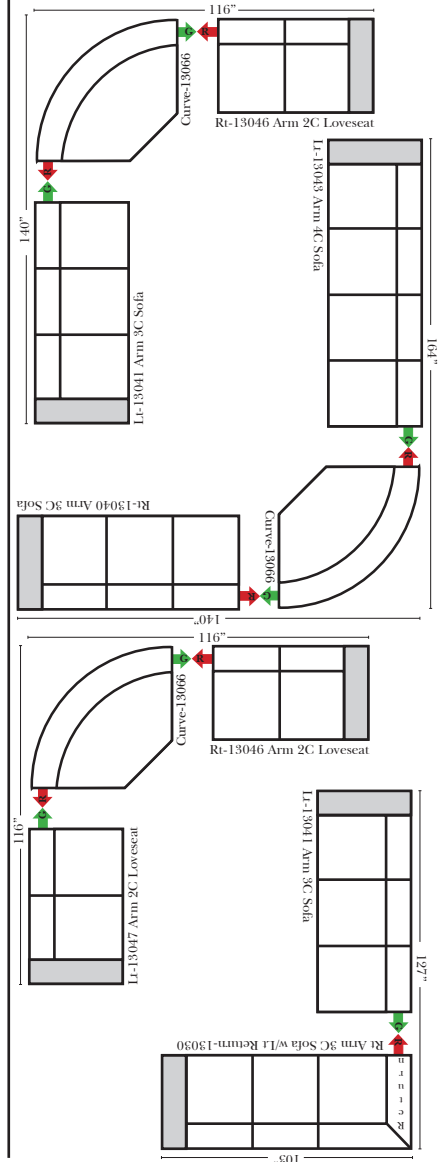 116”
G R
Curve-13066
Rt-13046 Arm 2C Loveseat
R
G
140”
Lt-13041 Arm 3C Sofa
Lt-13043 Arm 4C Sofa
164”
G
R
Rt-13040 Arm 3C Sofa
Curve-13066
R G
140”
116”
G R
Curve-13066
Rt-13046 Arm 2C Loveseat
R
G
116”
Lt-13047 Arm 2C Loveseat
Lt-13041 Arm 3C Sofa
127”
G
R
Rt Arm 3C Sofa w/Lt Return-13030
Return
103”